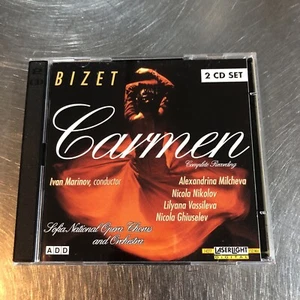 BIZET
2 CD SET
Carmen
Complete Recording
Ivan Marinov, conductor
Alexandrina Milcheva
Nicola Nikolov
Lilyana Vassileva
Nicola Ghiuselev
Sofia National Opera Chorus
and Orchestra
ADD
LASERLIGHT
DIGITAL